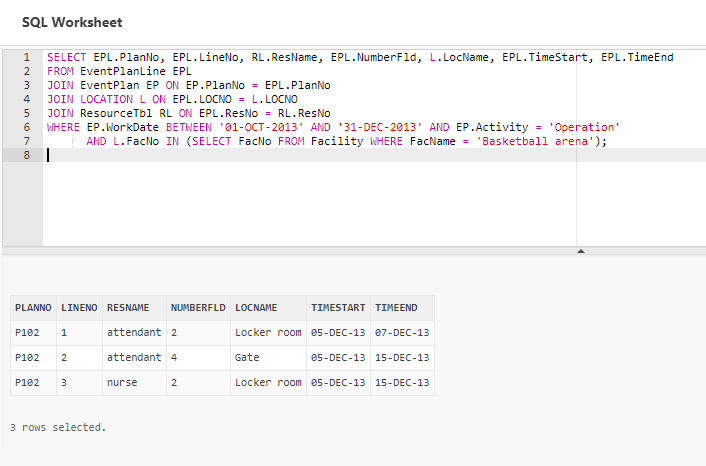 SQL Worksheet
1 SELECT EPL.PlanNo, EPL.LineNo, RL.ResName, EPL.NumberFld, L.LocName, EPL.TimeStart, EPL.TimeEnd
2 FROM EventPlanLine EPL
3 JOIN EventPlan EP ON EP.PlanNo = EPL.PlanNo
4 JOIN LOCATION L ON EPL.LOCNO = L.LOCNO
5 JOIN ResourceTbl RL ON EPL.ResNo = RL.ResNo
6 WHERE EP.WorkDate BETWEEN '01-OCT-2013' AND '31-DEC-2013' AND EP.Activity = 'Operation'
7 AND L.FacNo IN (SELECT FacNo FROM Facility WHERE FacName = 'Basketball arena');
8
PLANNO LINENO RESNAME NUMBERFLD LOCNAME TIMESTART TIMEEND
P102 1 attendant 2 Locker room 05-DEC-13 07-DEC-13
P102 2 attendant 4 Gate 05-DEC-13 15-DEC-13
P102 3 nurse 2 Locker room 05-DEC-13 15-DEC-13
3 rows selected.